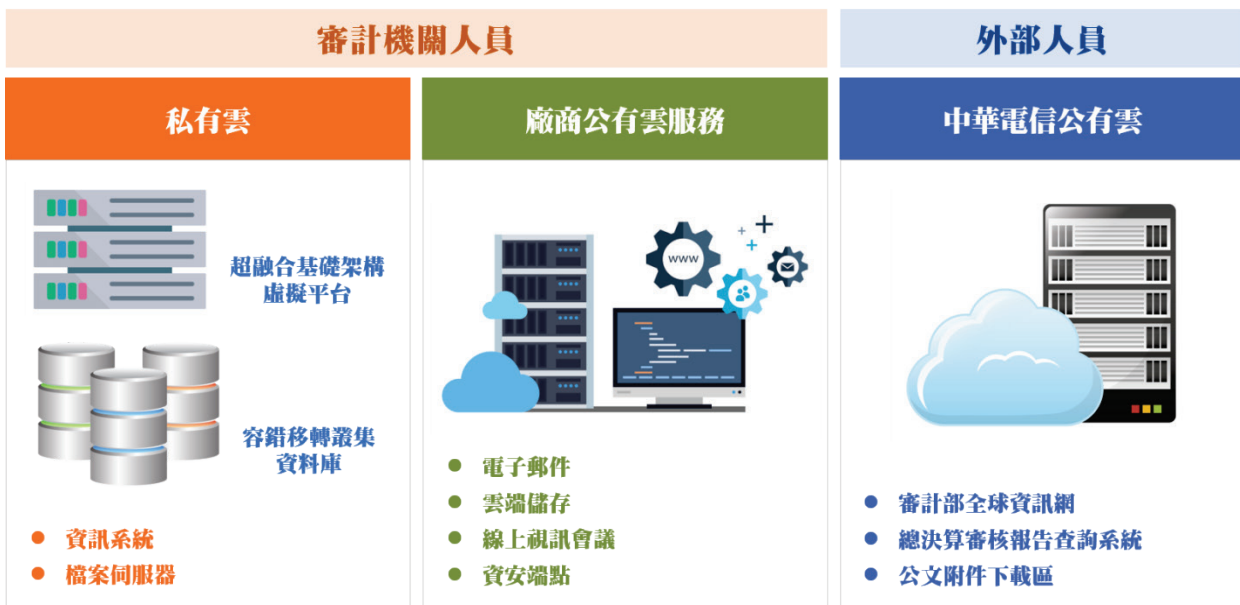 審計機關人員
外部人員
私有雲
廠商公有雲服務
中華電信公有雲
超融合基礎架構
虛擬平台
容錯移轉叢集
資料庫
● 資訊系統
● 檔案伺服器
WWW
● 電子郵件
● 雲端儲存
● 線上視訊會議
● 資安端點
● 審計部全球資訊網
● 總決算審核報告查詢系統
● 公文附件下載區